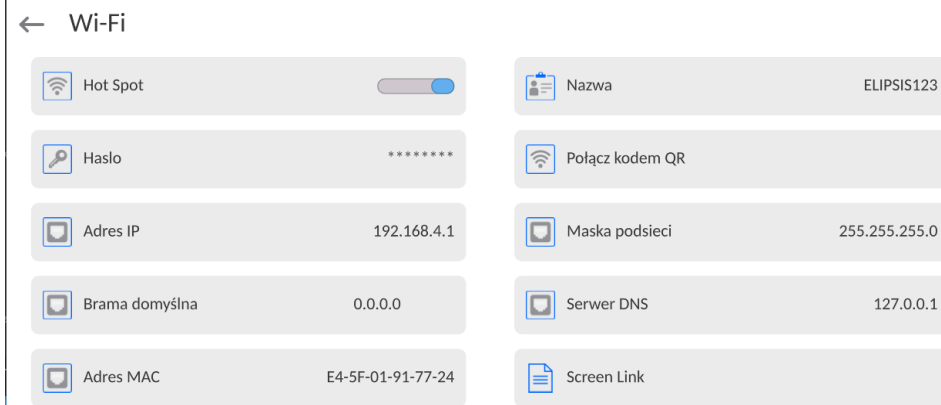 Wi-Fi
Hot Spot
Nazwa ELIPSIS123
Haslo ********
Połącz kodem QR
Adres IP 192.168.4.1
Maska podsieci 255.255.255.0
Brama domyślna 0.0.0.0
Serwer DNS 127.0.0.1
Adres MAC E4-5F-01-91-77-24
Screen Link